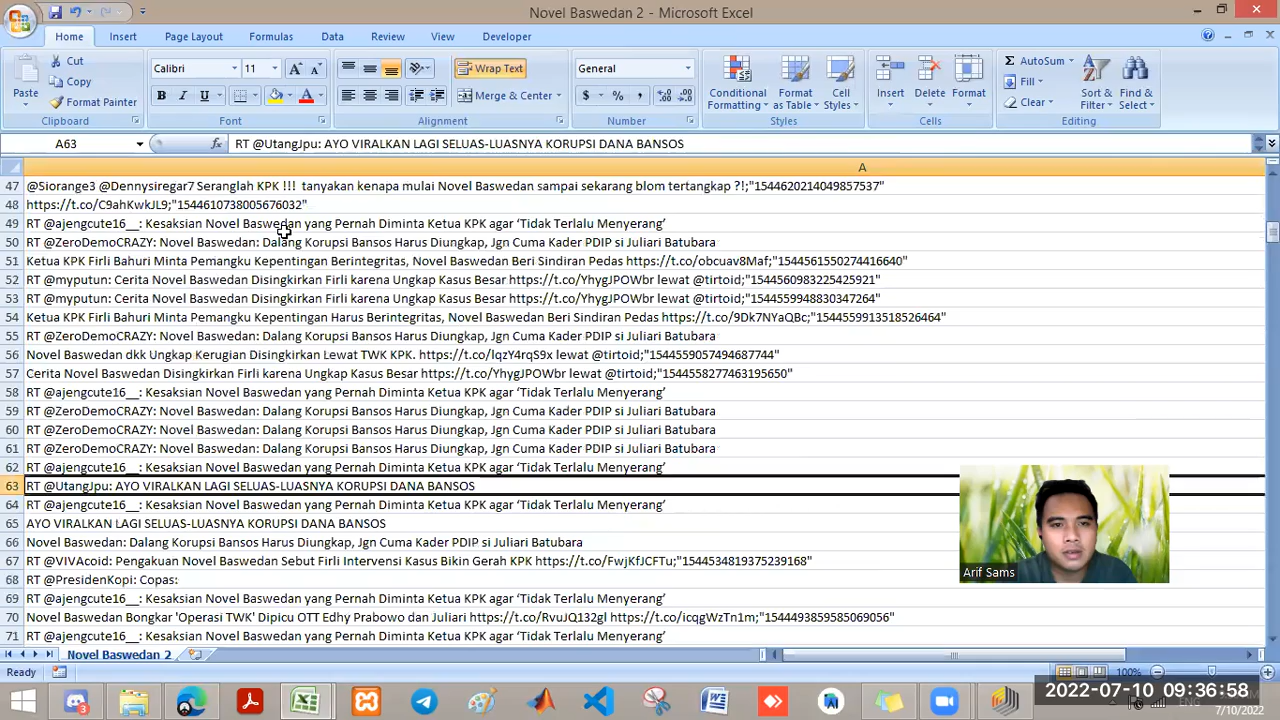 Novel Baswedan 2 - Microsoft Excel
Home Insert Page Layout Formulas Data Review View Developer
Paste
Cut
Copy
Format Painter
Clipboard
Calibri 11
B I U
Font
Wrap Text
Merge & Center
Alignment
General
$ % ,
Number
Conditional Formatting
Format as Table
Cell Styles
Styles
Insert
Delete
Format
Cells
Σ AutoSum
Fill
Clear
Sort & Filter
Find & Select
Editing
A63 fx RT @UtangJpu: AYO VIRALKAN LAGI SELUAS-LUASNYA KORUPSI DANA BANSOS
A
47 @Siorange3 @Dennysiregar7 Seranglah KPK !!! tanyakan kenapa mulai Novel Baswedan sampai sekarang blom tertangkap ?!;"1544620214049857537"
48 https://t.co/C9ahKwkJL9;"1544610738005676032"
49 RT @ajengcute16__: Kesaksian Novel Baswedan yang Pernah Diminta Ketua KPK agar ‘Tidak Terlalu Menyerang’
50 RT @ZeroDemoCRAZY: Novel Baswedan: Dalang Korupsi Bansos Harus Diungkap, Jgn Cuma Kader PDIP si Juliari Batubara
51 Ketua KPK Firli Bahuri Minta Pemangku Kepentingan Berintegritas, Novel Baswedan Beri Sindiran Pedas https://t.co/obcuav8Maf;"1544561550274416640"
52 RT @myputun: Cerita Novel Baswedan Disingkirkan Firli karena Ungkap Kasus Besar https://t.co/YhygJPOWbr lewat @tirtoid;"1544560983225425921"
53 RT @myputun: Cerita Novel Baswedan Disingkirkan Firli karena Ungkap Kasus Besar https://t.co/YhygJPOWbr lewat @tirtoid;"1544559948830347264"
54 Ketua KPK Firli Bahuri Minta Pemangku Kepentingan Harus Berintegritas, Novel Baswedan Beri Sindiran Pedas https://t.co/9Dk7NYaQBc;"1544559913518526464"
55 RT @ZeroDemoCRAZY: Novel Baswedan: Dalang Korupsi Bansos Harus Diungkap, Jgn Cuma Kader PDIP si Juliari Batubara
56 Novel Baswedan dkk Ungkap Kerugian Disingkirkan Lewat TWK KPK. https://t.co/lqzY4rqS9x lewat @tirtoid;"1544559057494687744"
57 Cerita Novel Baswedan Disingkirkan Firli karena Ungkap Kasus Besar https://t.co/YhygJPOWbr lewat @tirtoid;"1544558277463195650"
58 RT @ajengcute16__: Kesaksian Novel Baswedan yang Pernah Diminta Ketua KPK agar ‘Tidak Terlalu Menyerang’
59 RT @ZeroDemoCRAZY: Novel Baswedan: Dalang Korupsi Bansos Harus Diungkap, Jgn Cuma Kader PDIP si Juliari Batubara
60 RT @ZeroDemoCRAZY: Novel Baswedan: Dalang Korupsi Bansos Harus Diungkap, Jgn Cuma Kader PDIP si Juliari Batubara
61 RT @ZeroDemoCRAZY: Novel Baswedan: Dalang Korupsi Bansos Harus Diungkap, Jgn Cuma Kader PDIP si Juliari Batubara
62 RT @ajengcute16__: Kesaksian Novel Baswedan yang Pernah Diminta Ketua KPK agar ‘Tidak Terlalu Menyerang’
63 RT @UtangJpu: AYO VIRALKAN LAGI SELUAS-LUASNYA KORUPSI DANA BANSOS
64 RT @ajengcute16__: Kesaksian Novel Baswedan yang Pernah Diminta Ketua KPK agar ‘Tidak Terlalu Menyerang’
65 AYO VIRALKAN LAGI SELUAS-LUASNYA KORUPSI DANA BANSOS
66 Novel Baswedan: Dalang Korupsi Bansos Harus Diungkap, Jgn Cuma Kader PDIP si Juliari Batubara
67 RT @VIVAcoid: Pengakuan Novel Baswedan Sebut Firli Intervensi Kasus Bikin Gerah KPK https://t.co/FwjKfJCFTu;"1544534819375239168"
68 RT @PresidenKopi: Copas:
69 RT @ajengcute16__: Kesaksian Novel Baswedan yang Pernah Diminta Ketua KPK agar ‘Tidak Terlalu Menyerang’
70 Novel Baswedan Bongkar 'Operasi TWK' Dipicu OTT Edhy Prabowo dan Juliari https://t.co/RvuJQ132gl https://t.co/icqgWzTn1m;"1544493859585069056"
71 RT @ajengcute16__: Kesaksian Novel Baswedan yang Pernah Diminta Ketua KPK agar ‘Tidak Terlalu Menyerang’
Arif Sams
Novel Baswedan 2
Ready
100%
2022-07-10 09:36:58
7/10/2022